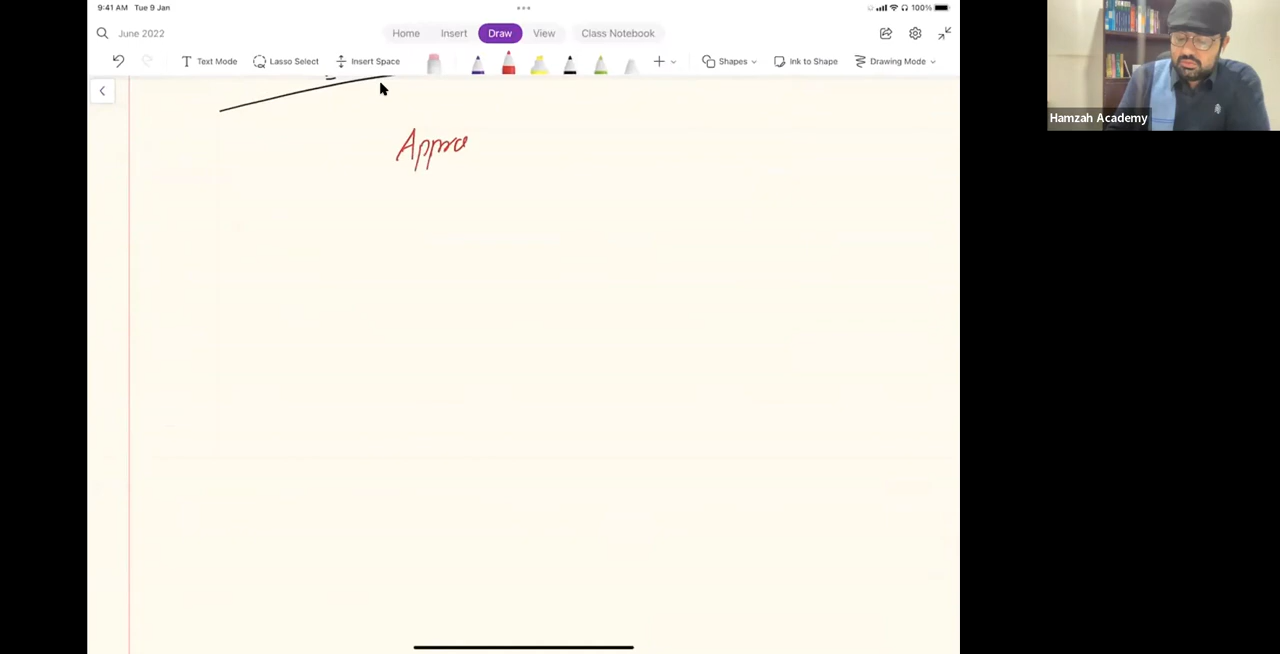 9:41 AM Tue 9 Jan
100%
June 2022
Home Insert Draw View Class Notebook
Text Mode Lasso Select Insert Space Shapes Ink to Shape Drawing Mode
Hamzah Academy
Appra